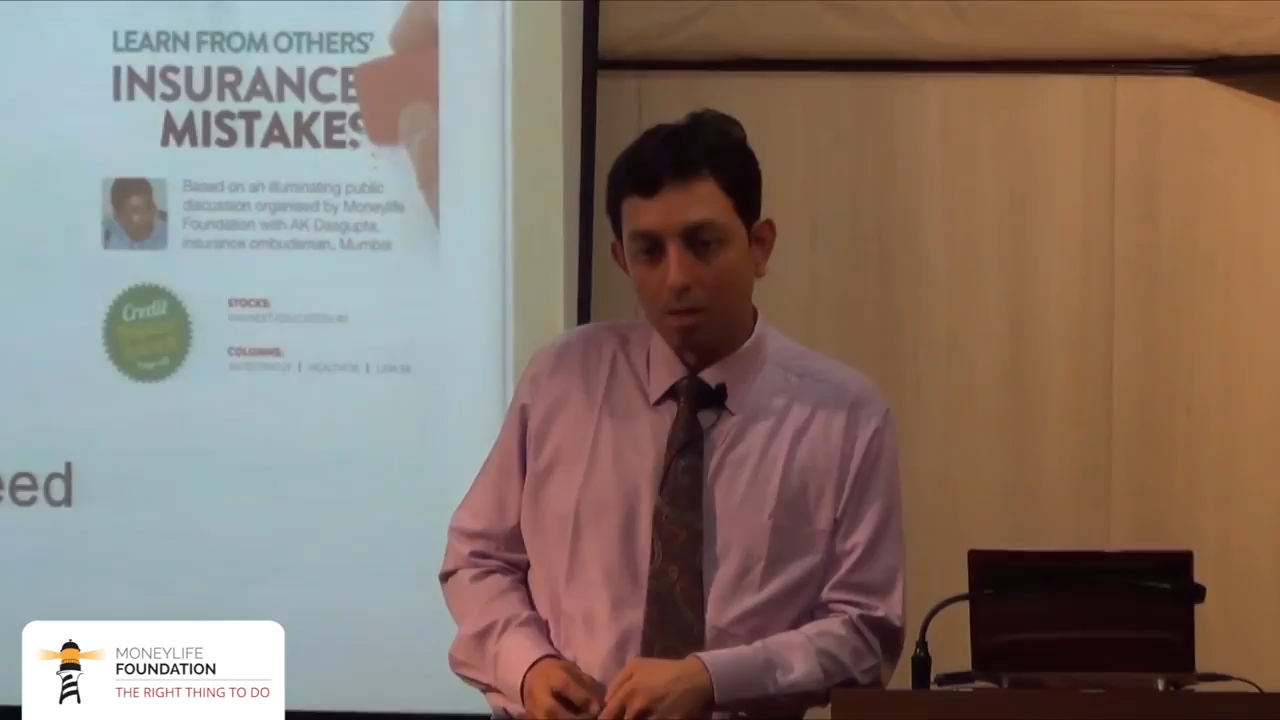 LEARN FROM OTHERS'
INSURANCE
MISTAKES
Based on an illuminating public
discussion organised by Moneylife
Foundation with AK Dasgupta,
insurance ombudsman, Mumbai
Credit
STOCKS:
COLUMNS:
eed
MONEYLIFE
FOUNDATION
THE RIGHT THING TO DO